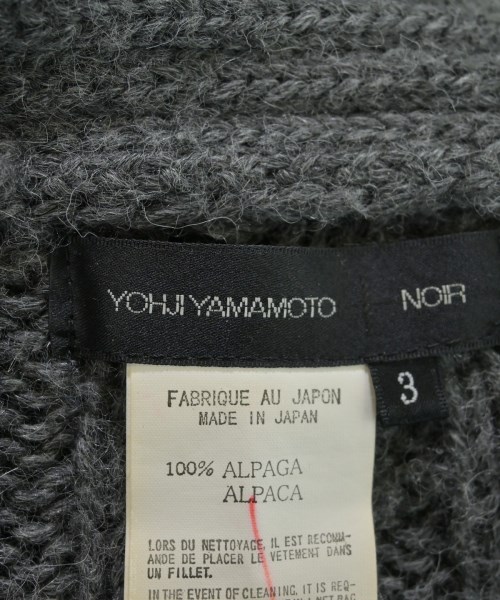 YOHJI YAMAMOTO NOIR
3
FABRIQUE AU JAPON
MADE IN JAPAN
100% ALPAGA
ALPACA
LORS DU NETTOYAGE, IL EST RECOMM-
ANDE DE PLACER LE VETEMENT DANS
UN FILLET.
IN THE EVENT OF CLEANING, IT IS REQ-